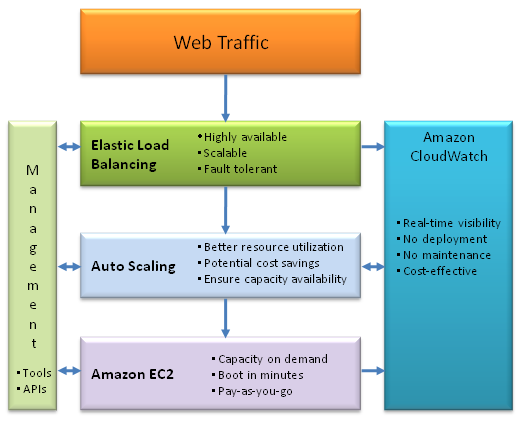 Web Traffic
Elastic Load
Balancing
▪ Highly available
▪ Scalable
▪ Fault tolerant
Auto Scaling
▪ Better resource utilization
▪ Potential cost savings
▪ Ensure capacity availability
Amazon EC2
▪ Capacity on demand
▪ Boot in minutes
▪ Pay-as-you-go
Management
▪ Tools
▪ APIs
Amazon
CloudWatch
▪ Real-time visibility
▪ No deployment
▪ No maintenance
▪ Cost-effective